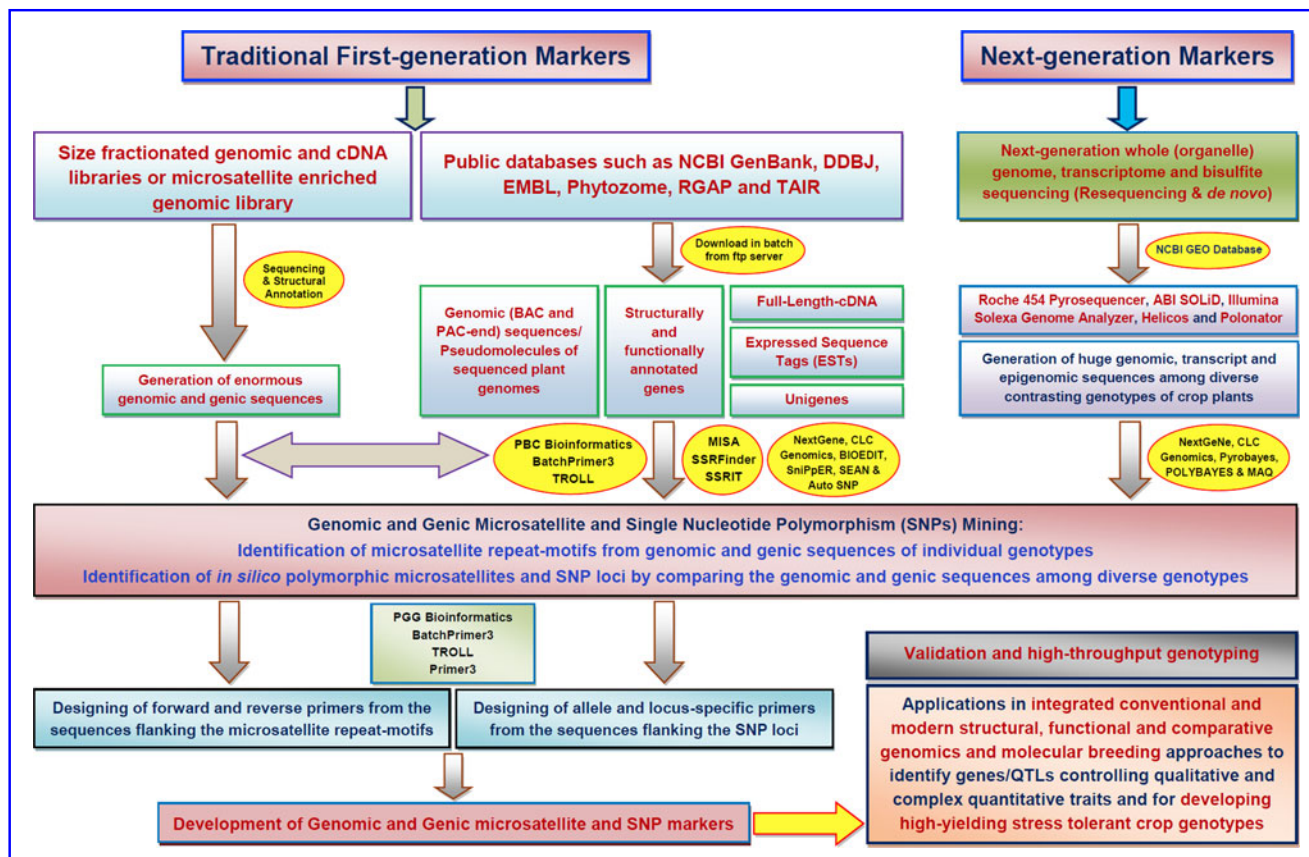 Traditional First-generation Markers
Next-generation Markers
Size fractionated genomic and cDNA
libraries or microsatellite enriched
genomic library
Public databases such as NCBI GenBank, DDBJ,
EMBL, Phytozome, RGAP and TAIR
Next-generation whole (organelle)
genome, transcriptome and bisulfite
sequencing (Resequencing & de novo)
Sequencing
& Structural
Annotation
Download in batch
from ftp server
NCBI GEO Database
Genomic (BAC and
PAC-end) sequences/
Pseudomolecules of
sequenced plant
genomes
Structurally
and
functionally
annotated
genes
Full-Length-cDNA
Expressed Sequence
Tags (ESTs)
Unigenes
Roche 454 Pyrosequencer, ABI SOLiD, Illumina
Solexa Genome Analyzer, Helicos and Polonator
Generation of huge genomic, transcript and
epigenomic sequences among diverse
contrasting genotypes of crop plants
Generation of enormous
genomic and genic sequences
PBC Bioinformatics
BatchPrimer3
TROLL
MISA
SSRFinder
SSRIT
NextGene, CLC
Genomics, BIOEDIT,
SniPpER, SEAN &
Auto SNP
NextGeNe, CLC
Genomics, Pyrobayes,
POLYBAYES & MAQ
Genomic and Genic Microsatellite and Single Nucleotide Polymorphism (SNPs) Mining:
Identification of microsatellite repeat-motifs from genomic and genic sequences of individual genotypes
Identification of in silico polymorphic microsatellites and SNP loci by comparing the genomic and genic sequences among diverse genotypes
PGG Bioinformatics
BatchPrimer3
TROLL
Primer3
Designing of forward and reverse primers from the
sequences flanking the microsatellite repeat-motifs
Designing of allele and locus-specific primers
from the sequences flanking the SNP loci
Development of Genomic and Genic microsatellite and SNP markers
Validation and high-throughput genotyping
Applications in integrated conventional and
modern structural, functional and comparative
genomics and molecular breeding approaches to
identify genes/QTLs controlling qualitative and
complex quantitative traits and for developing
high-yielding stress tolerant crop genotypes